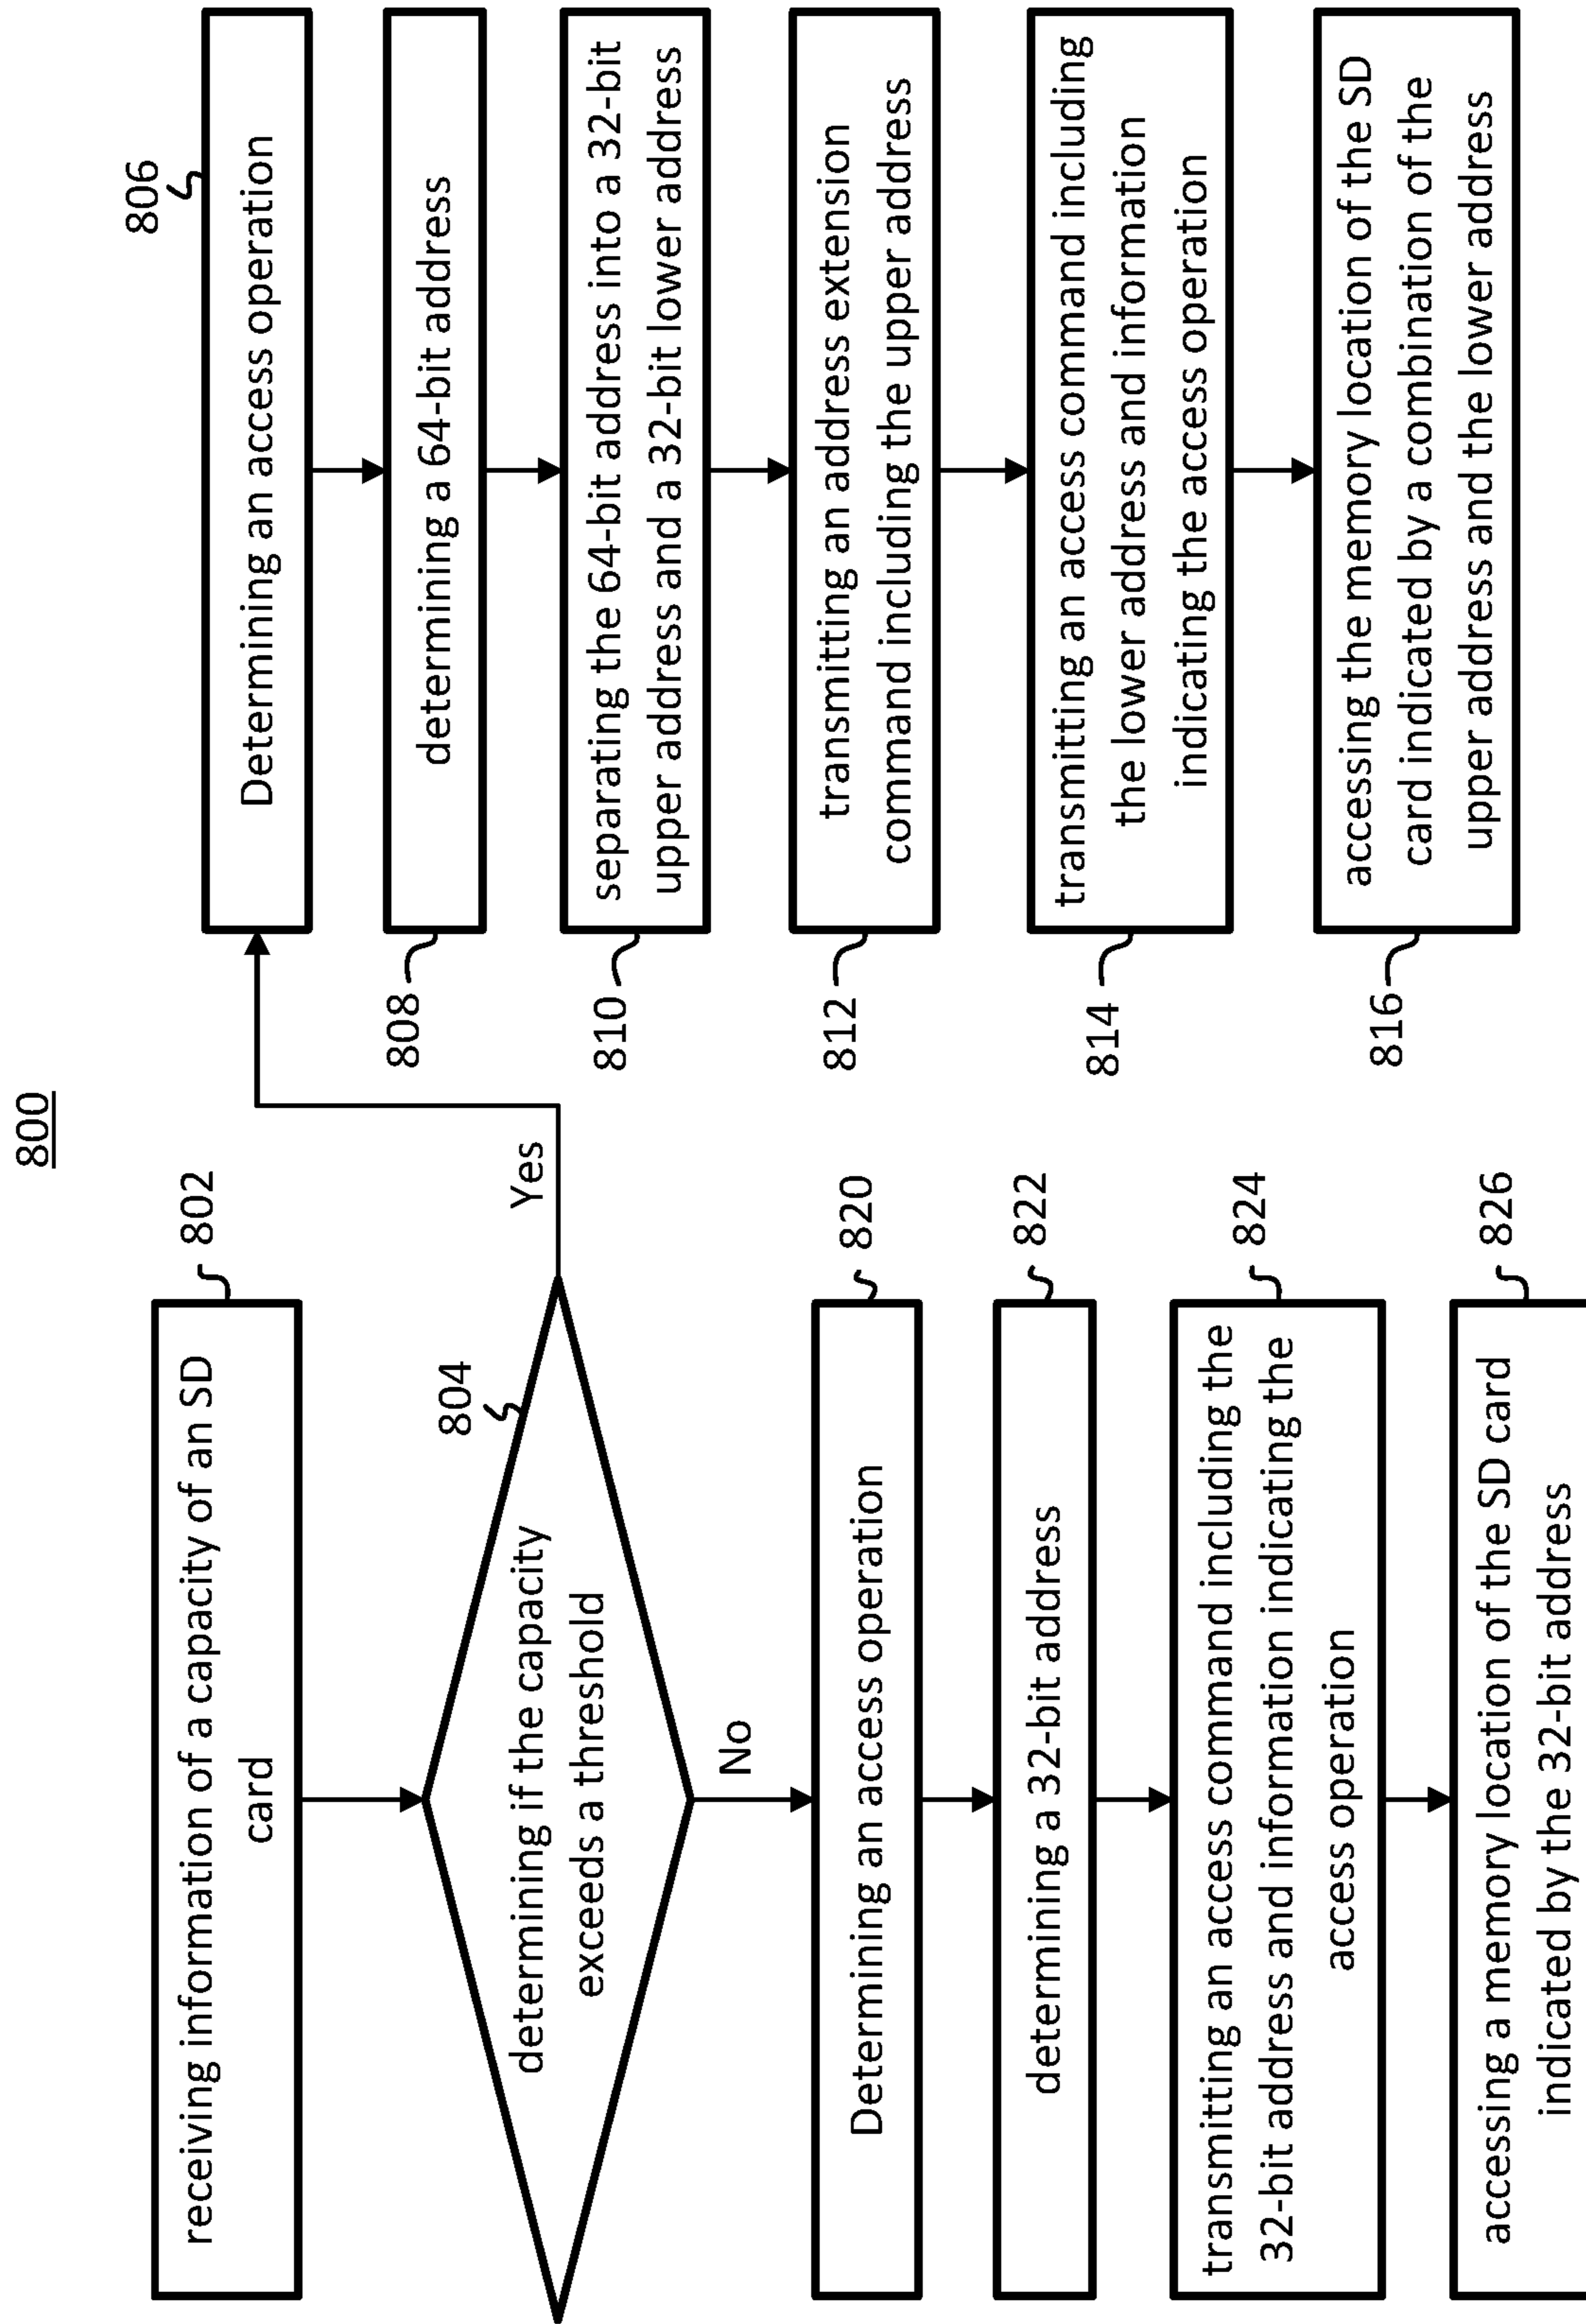 800
802
receiving information of a capacity of an SD
card
804
determining if the capacity
exceeds a threshold
Yes
No
820
Determining an access operation
822
determining a 32-bit address
824
transmitting an access command including the
32-bit address and information indicating the
access operation
826
accessing a memory location of the SD card
indicated by the 32-bit address
806
Determining an access operation
808
determining a 64-bit address
810
separating the 64-bit address into a 32-bit
upper address and a 32-bit lower address
812
transmitting an address extension
command including the upper address
814
transmitting an access command including
the lower address and information
indicating the access operation
816
accessing the memory location of the SD
card indicated by a combination of the
upper address and the lower address